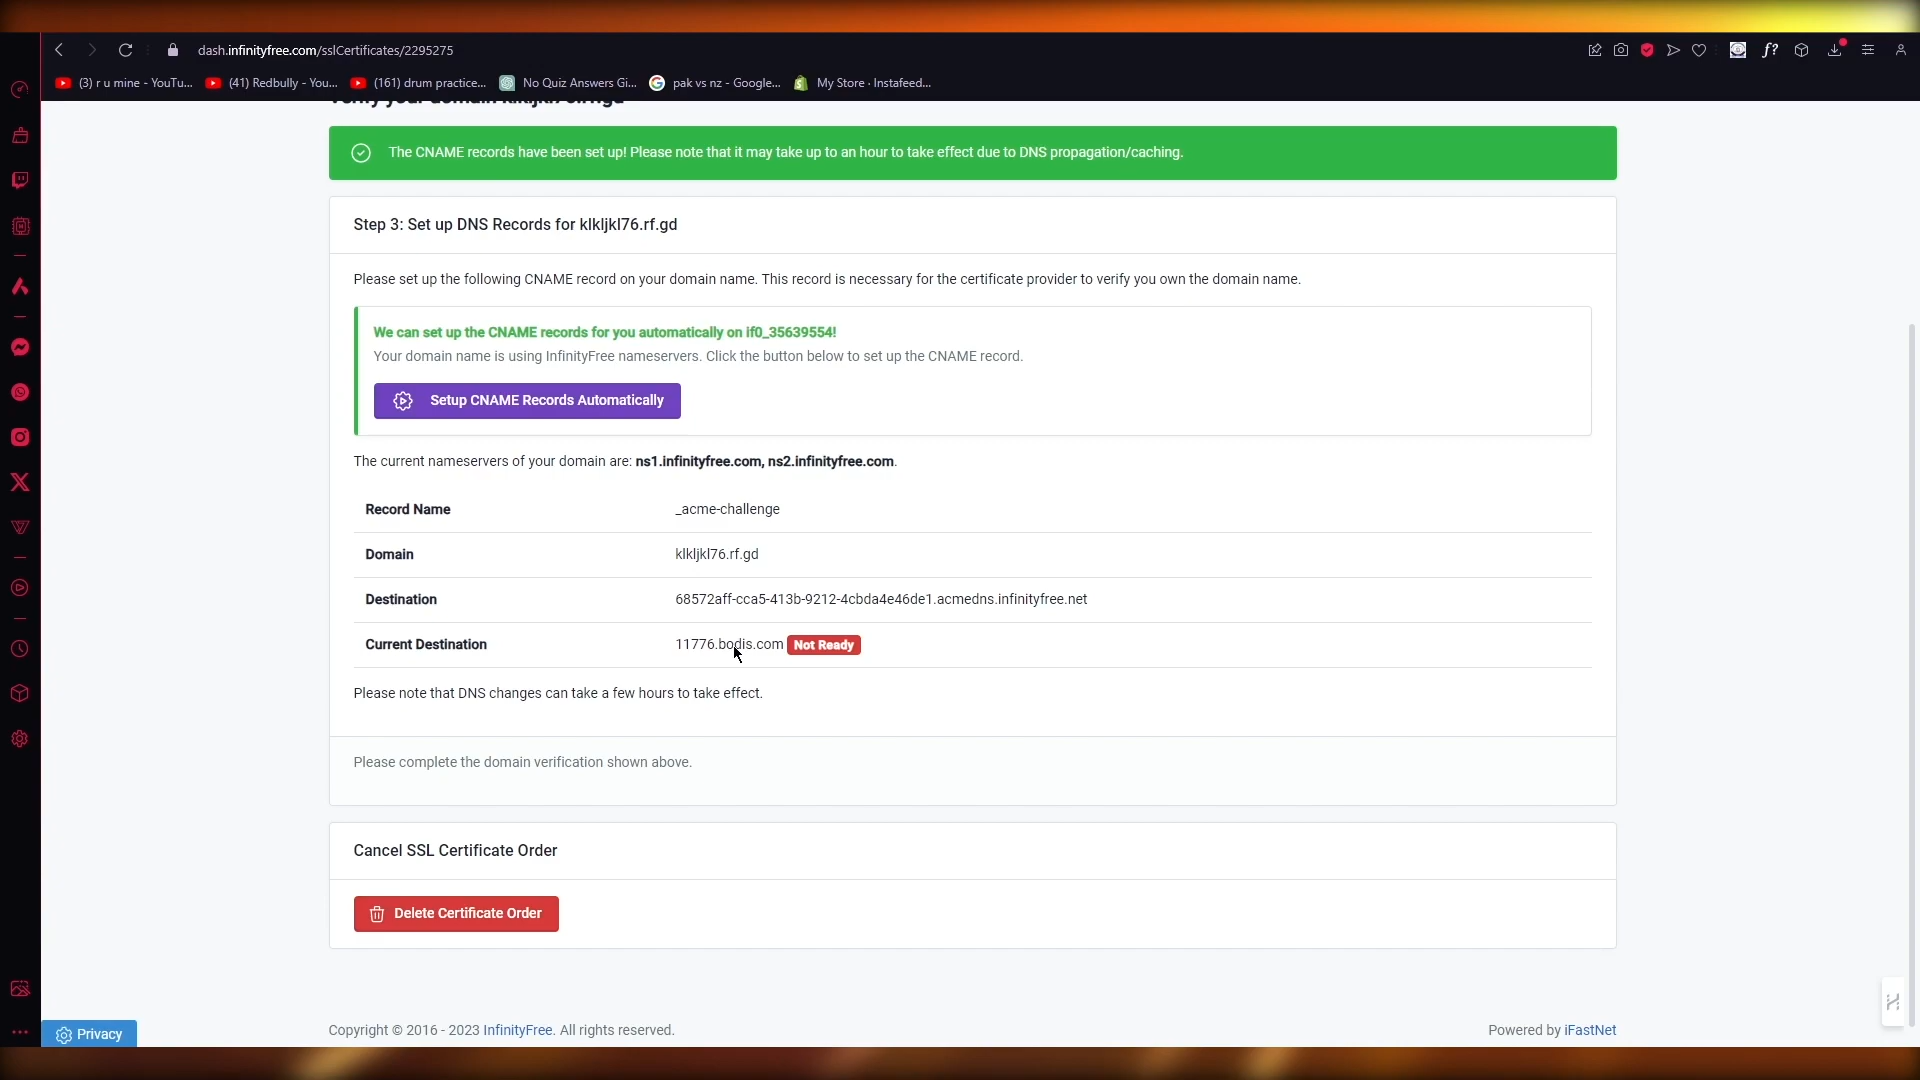 dash.infinityfree.com/sslCertificates/2295275
f?
(3) r u mine - YouTu...
(41) Redbully - You...
(161) drum practice...
No Quiz Answers Gi...
pak vs nz - Google...
My Store · Instafeed...
The CNAME records have been set up! Please note that it may take up to an hour to take effect due to DNS propagation/caching.
Step 3: Set up DNS Records for klkljkl76.rf.gd
Please set up the following CNAME record on your domain name. This record is necessary for the certificate provider to verify you own the domain name.
We can set up the CNAME records for you automatically on if0_35639554!
Your domain name is using InfinityFree nameservers. Click the button below to set up the CNAME record.
Setup CNAME Records Automatically
The current nameservers of your domain are: ns1.infinityfree.com, ns2.infinityfree.com.
Record Name _acme-challenge
Domain klkljkl76.rf.gd
Destination 68572aff-cca5-413b-9212-4cbda4e46de1.acmedns.infinityfree.net
Current Destination 11776.bodis.com Not Ready
Please note that DNS changes can take a few hours to take effect.
Please complete the domain verification shown above.
Cancel SSL Certificate Order
Delete Certificate Order
Copyright © 2016 - 2023 InfinityFree. All rights reserved.
Powered by iFastNet
Privacy